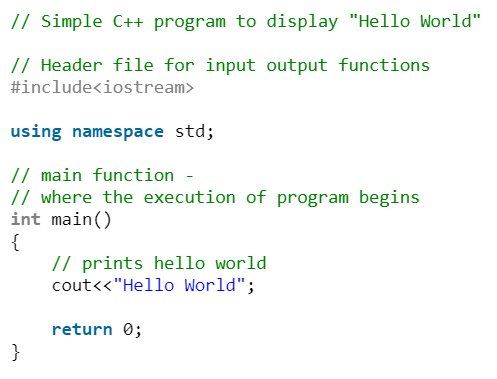 // Simple C++ program to display "Hello World"
// Header file for input output functions
#include<iostream>
using namespace std;
// main function -
// where the execution of program begins
int main()
{
    // prints hello world
    cout<<"Hello World";
    return 0;
}